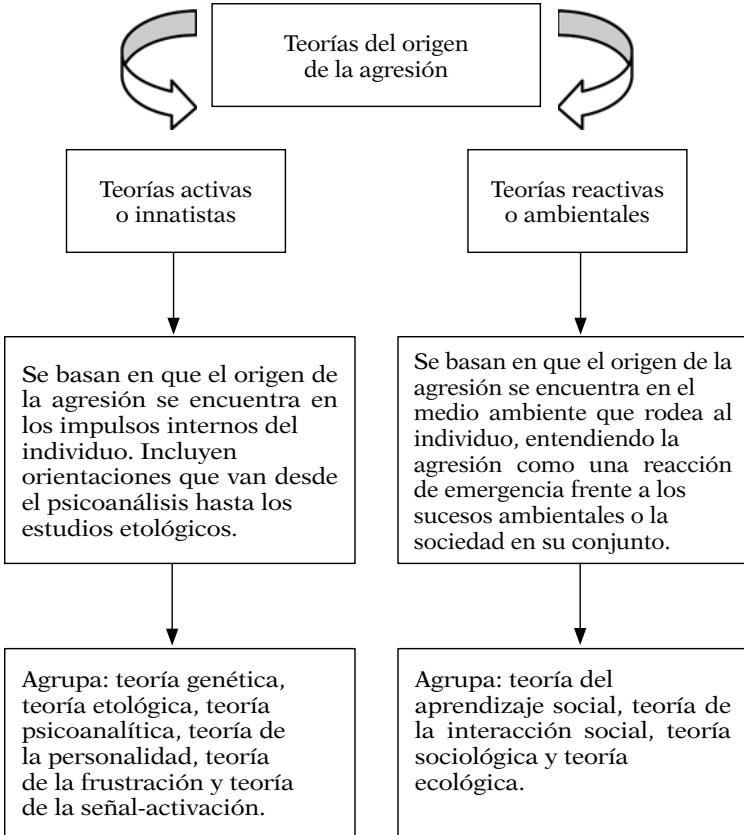 Teorías del origen
de la agresión
Teorías activas
o innatistas
Teorías reactivas
o ambientales
Se basan en que el origen de
la agresión se encuentra en
los impulsos internos del
individuo. Incluyen
orientaciones que van desde
el psicoanálisis hasta los
estudios etológicos.
Se basan en que el origen de la
agresión se encuentra en el
medio ambiente que rodea al
individuo, entendiendo la
agresión como una reacción
de emergencia frente a los
sucesos ambientales o la
sociedad en su conjunto.
Agrupa: teoría genética,
teoría etológica, teoría
psicoanalítica, teoría de
la personalidad, teoría
de la frustración y teoría
de la señal-activación.
Agrupa: teoría del
aprendizaje social, teoría de
la interacción social, teoría
sociológica y teoría
ecológica.